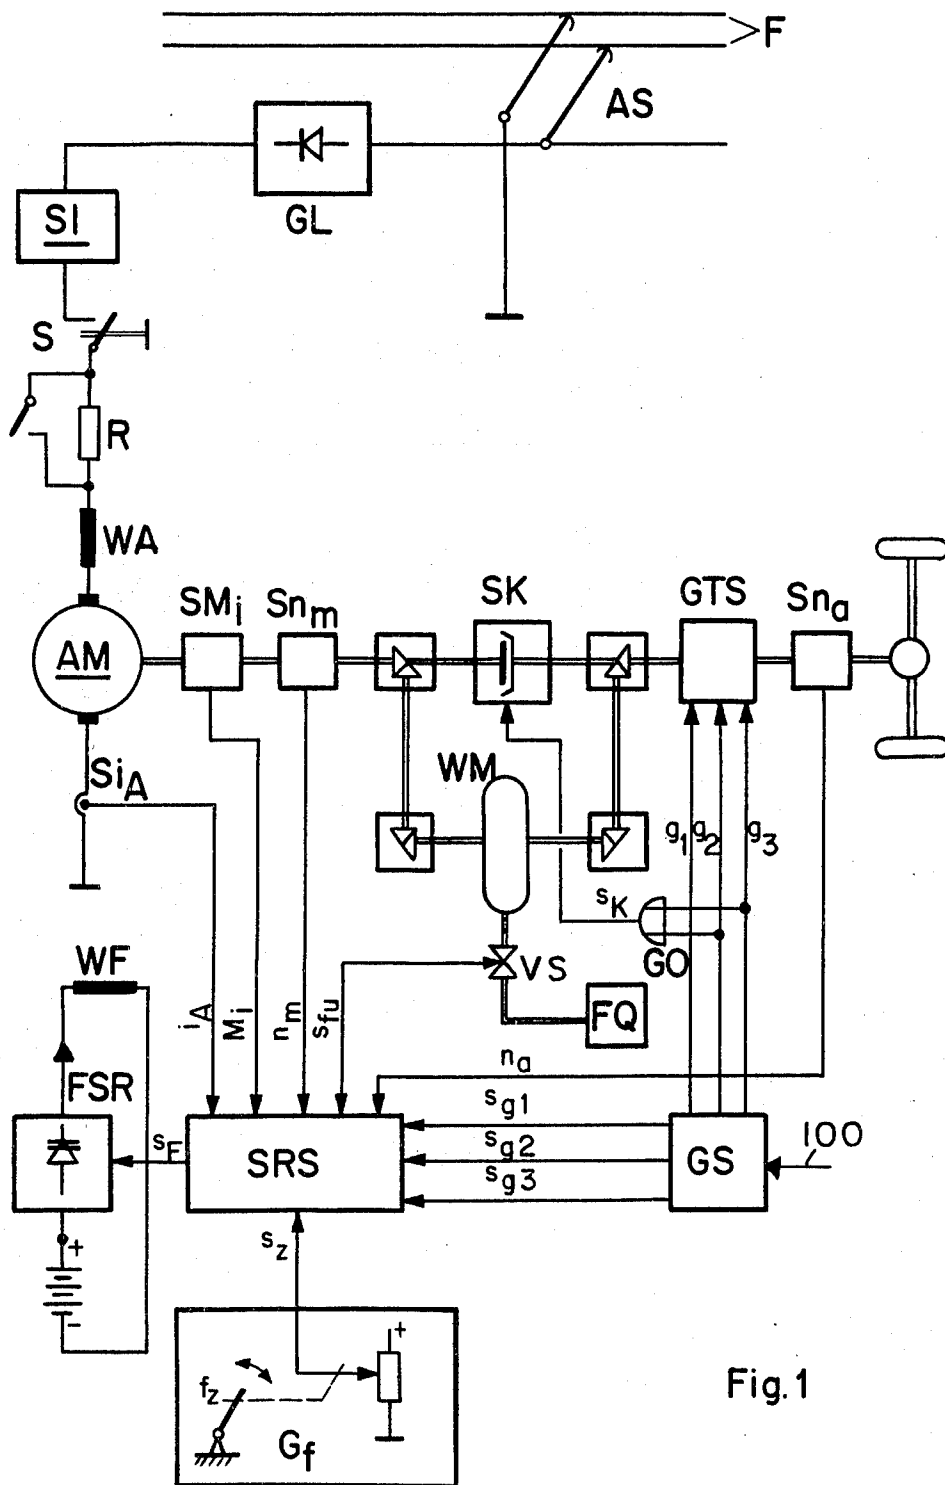 F
AS
GL
SI
S
R
WA
SMi
Snm
SK
GTS
Sna
AM
SiA
WM
g1
g2
g3
sK
GO
VS
FQ
WF
iA
Mi
nm
sfu
na
FSR
sg1
sg2
sg3
sF
SRS
GS
100
sz
+
-
+
fz
Gf
Fig.1